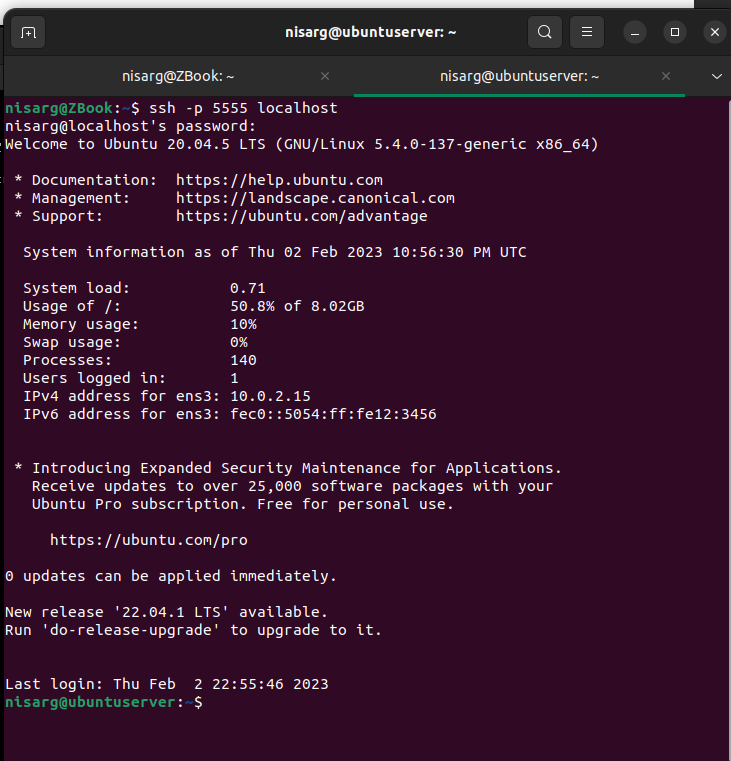 nisarg@ubuntuserver: ~
nisarg@ZBook: ~
nisarg@ubuntuserver: ~
nisarg@ZBook:~$ ssh -p 5555 localhost
nisarg@localhost's password:
Welcome to Ubuntu 20.04.5 LTS (GNU/Linux 5.4.0-137-generic x86_64)
* Documentation:  https://help.ubuntu.com
* Management:     https://landscape.canonical.com
* Support:        https://ubuntu.com/advantage
System information as of Thu 02 Feb 2023 10:56:30 PM UTC
System load:           0.71
Usage of /:            50.8% of 8.02GB
Memory usage:          10%
Swap usage:            0%
Processes:             140
Users logged in:       1
IPv4 address for ens3: 10.0.2.15
IPv6 address for ens3: fec0::5054:ff:fe12:3456
* Introducing Expanded Security Maintenance for Applications.
Receive updates to over 25,000 software packages with your
Ubuntu Pro subscription. Free for personal use.
https://ubuntu.com/pro
0 updates can be applied immediately.
New release '22.04.1 LTS' available.
Run 'do-release-upgrade' to upgrade to it.
Last login: Thu Feb  2 22:55:46 2023
nisarg@ubuntuserver:~$